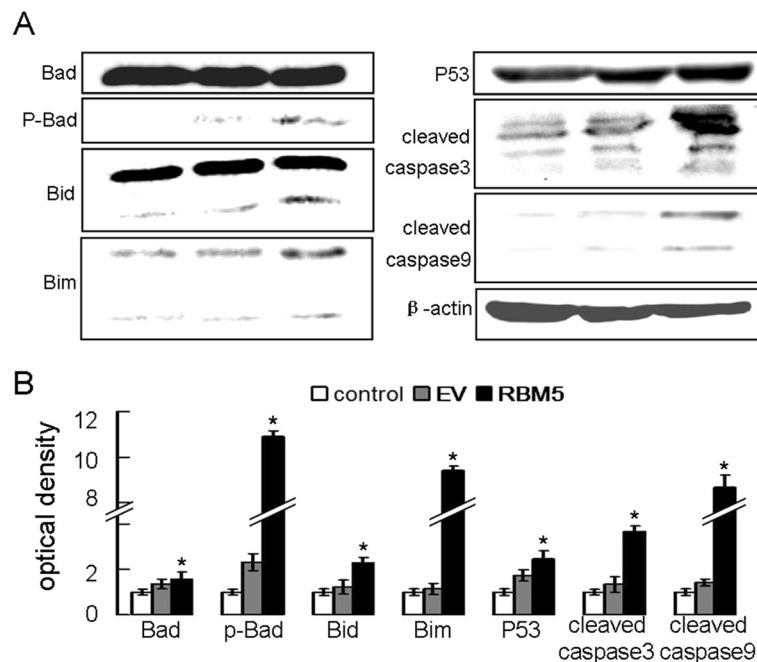 A
Bad
P-Bad
Bid
Bim
P53
cleaved
caspase3
cleaved
caspase9
β-actin
B
control EV RBM5
optical density
12
10
8
2
0
* * * * * * *
Bad p-Bad Bid Bim P53 cleaved caspase3 cleaved caspase9